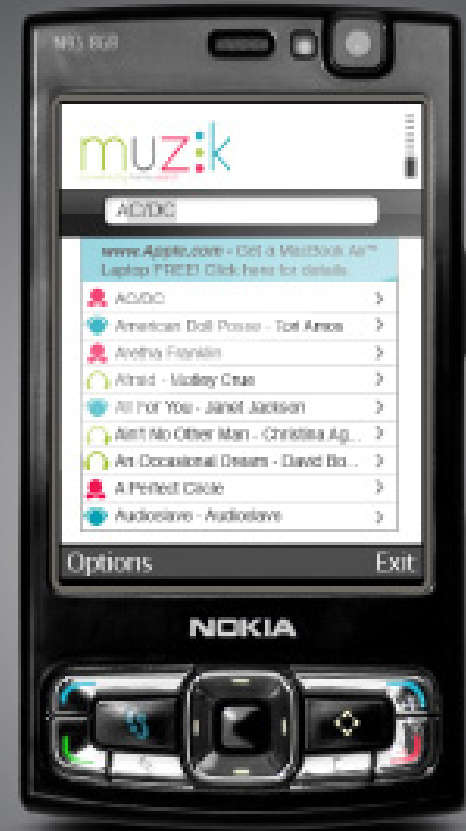 N95 8GB
muz:k
AC/DC
www.Apple.com - Get a MacBook Air™
Laptop FREE! Click here for details.
AC/DC
American Doll Posse - Tori Amos
Aretha Franklin
Afraid - Motley Crue
All For You - Janet Jackson
Ain't No Other Man - Christina Ag...
An Occasional Dream - David Bo...
A Perfect Circle
Audioslave - Audioslave
Options Exit
NOKIA